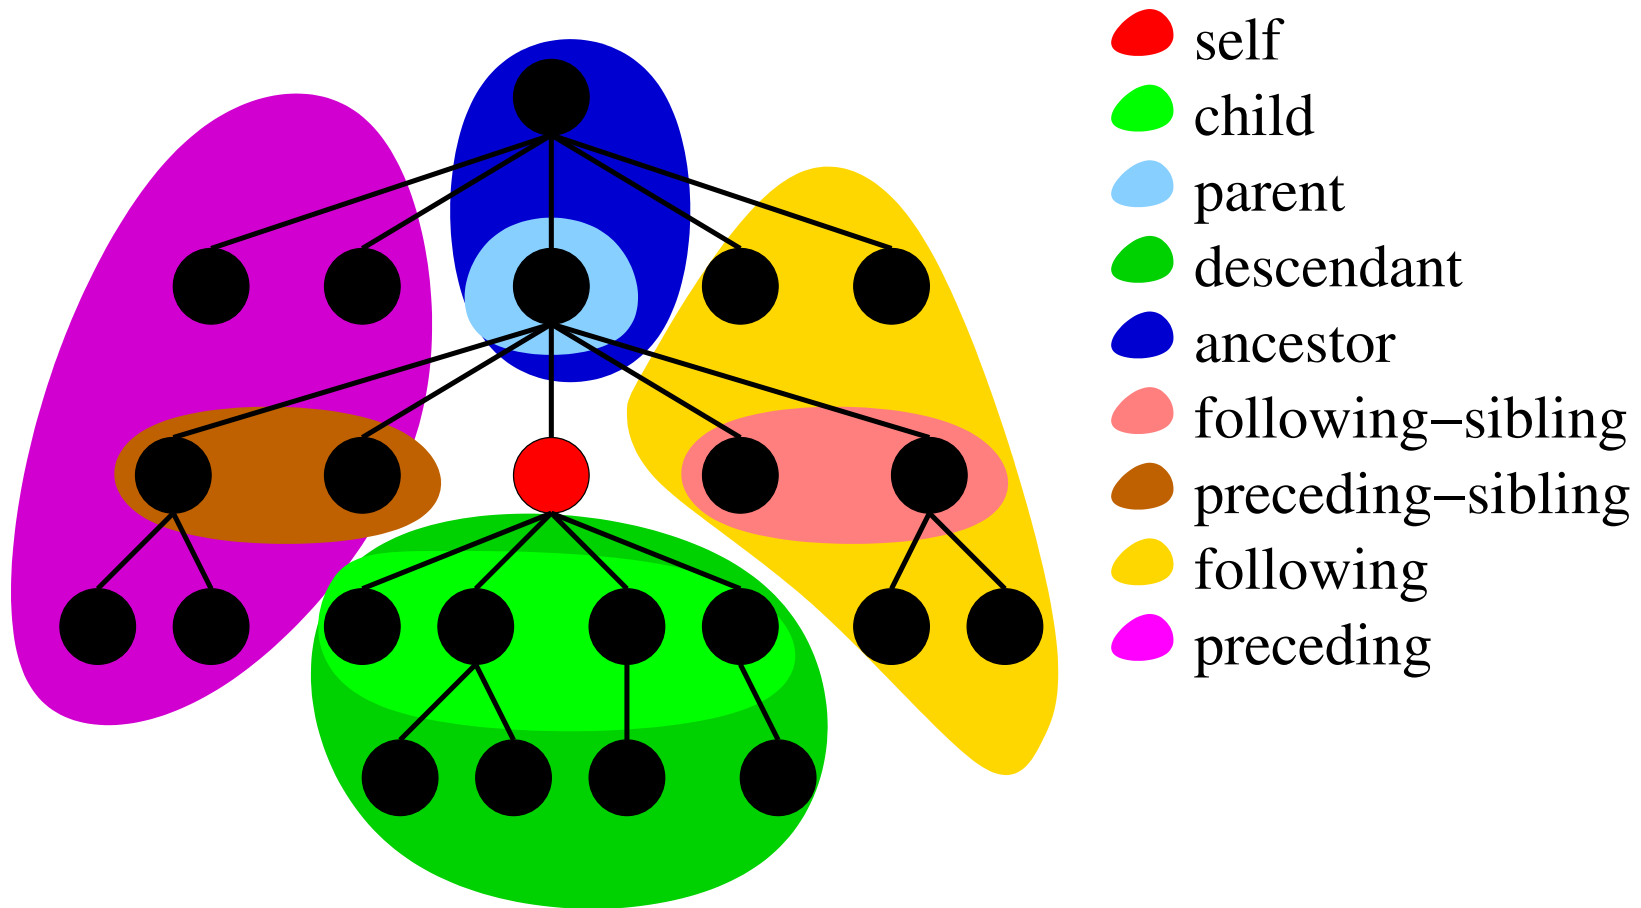 self
child
parent
descendant
ancestor
following−sibling
preceding−sibling
following
preceding